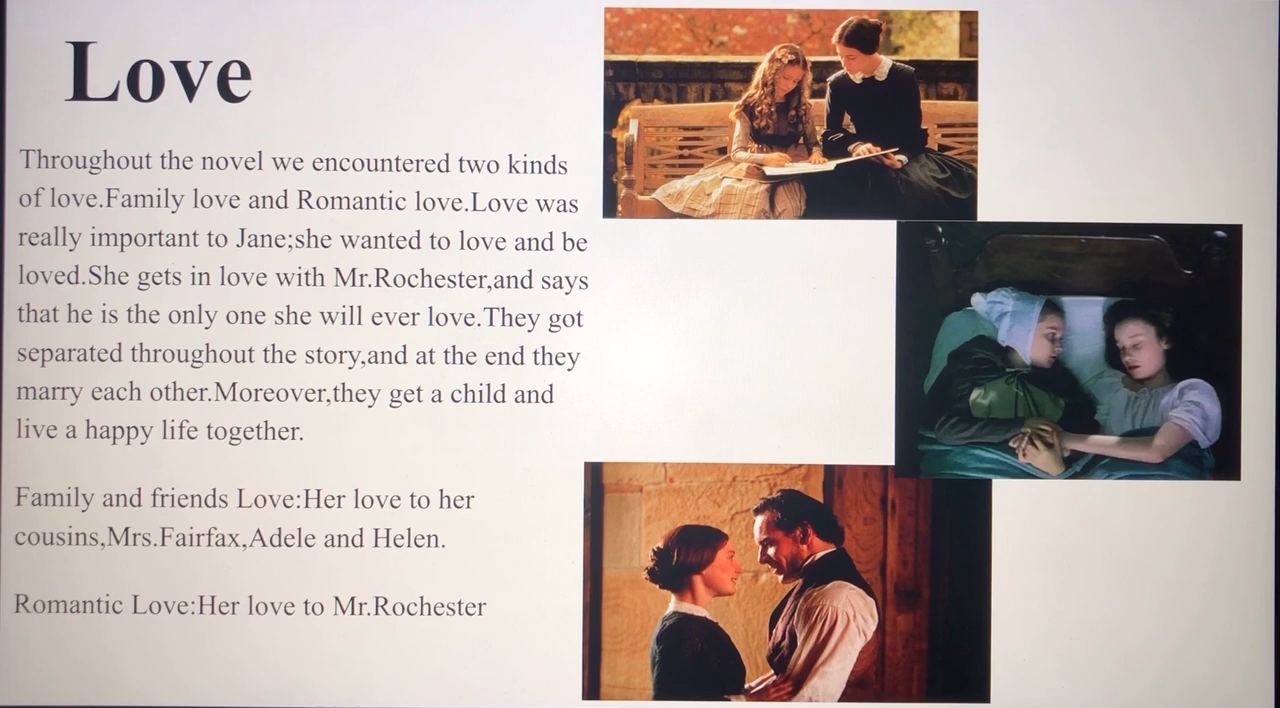 Love
Throughout the novel we encountered two kinds
of love.Family love and Romantic love.Love was
really important to Jane;she wanted to love and be
loved.She gets in love with Mr.Rochester,and says
that he is the only one she will ever love.They got
separated throughout the story,and at the end they
marry each other.Moreover,they get a child and
live a happy life together.
Family and friends Love:Her love to her
cousins,Mrs.Fairfax,Adele and Helen.
Romantic Love:Her love to Mr.Rochester